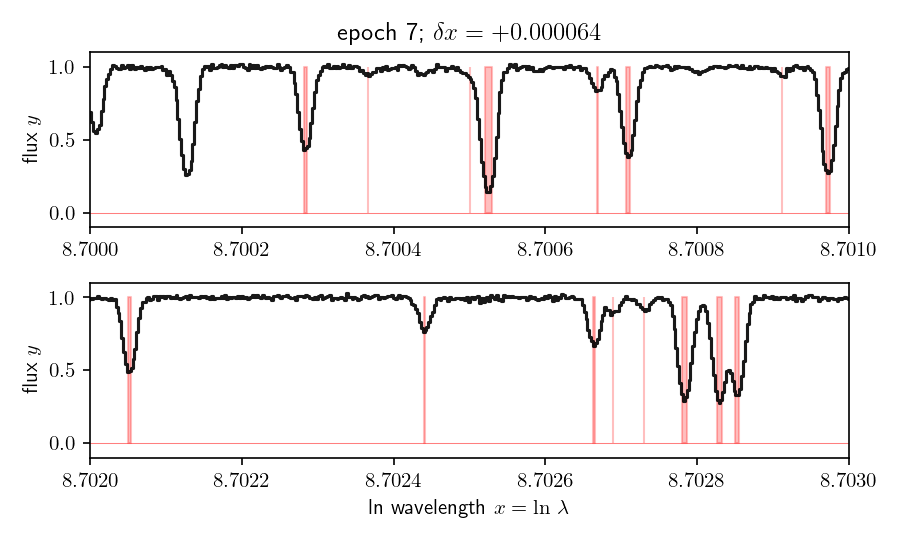 epoch 7; δx = +0.000064
flux y
1.0
0.5
0.0
8.7000 8.7002 8.7004 8.7006 8.7008 8.7010
flux y
1.0
0.5
0.0
8.7020 8.7022 8.7024 8.7026 8.7028 8.7030
ln wavelength x = ln λ